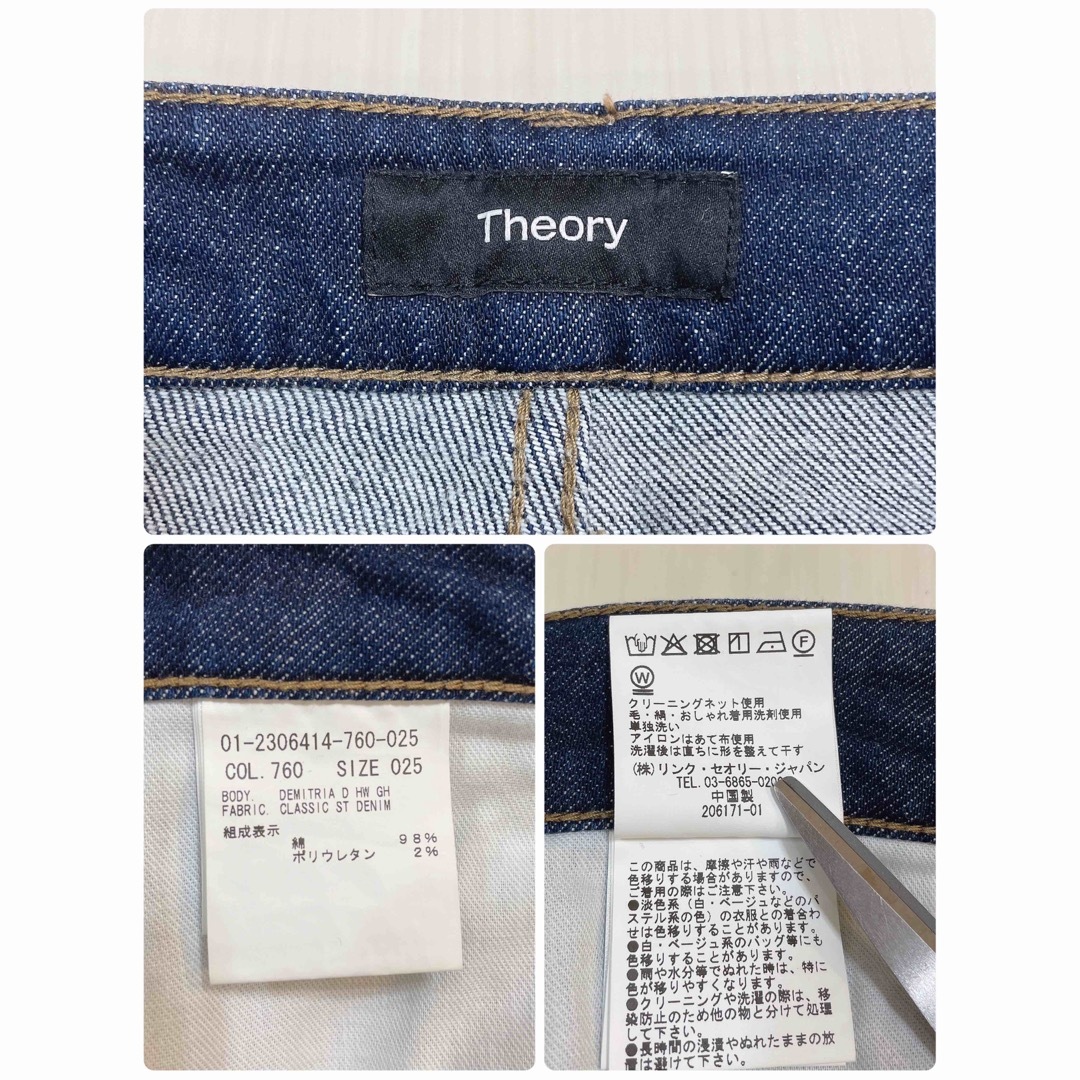 Theory
01-2306414-760-025
COL. 760 SIZE 025
BODY. DEMITRIA D HW GH
FABRIC. CLASSIC ST DENIM
組成表示
綿 98%
ポリウレタン 2%
F
W
クリーニングネット使用
毛・絹・おしゃれ着用洗剤使用
単独洗い
アイロンはあて布使用
洗濯後は直ちに形を整えて干す
(株)リンク・セオリー・ジャパン
TEL. 03-6865-020
中国製
206171-01
この商品は、摩擦や汗や雨などで
色移りする場合がありますので、
ご着用の際はご注意下さい。
●淡色系(白・ベージュなどのパ
ステル系の色)の衣服との着合わ
せは色移りすることがあります。
●白・ベージュ系のバッグ等にも
色移りすることがあります。
●雨や水分等でぬれた時は、特に
色が移りやすくなります。
●クリーニングや洗濯の際は、移
染防止のため他の物と分けて処理
して下さい。
●長時間の浸漬やぬれたままの放
置は避けて下さい。